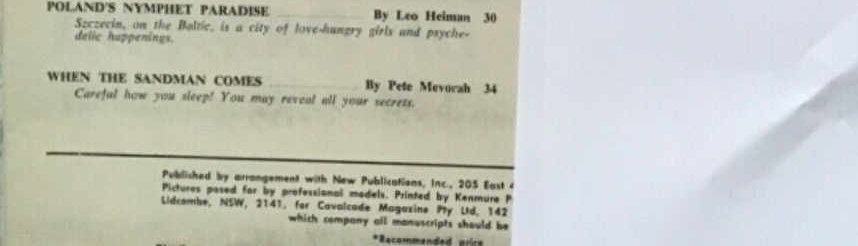 POLAND'S NYMPHET PARADISE By Leo Heiman 30
Szczecin, on the Baltic, is a city of love-hungry girls and psyche-
delic happenings.
WHEN THE SANDMAN COMES By Pete Mevorah 34
Careful how you sleep! You may reveal all your secrets.
Published by arrangement with New Publications, Inc., 205 East
Pictures posed for by professional models. Printed by Kenmure P
Lidcombe, NSW, 2141, for Cavalcade Magazine Pty Ltd, 142
which company all manuscripts should be
*Recommended price